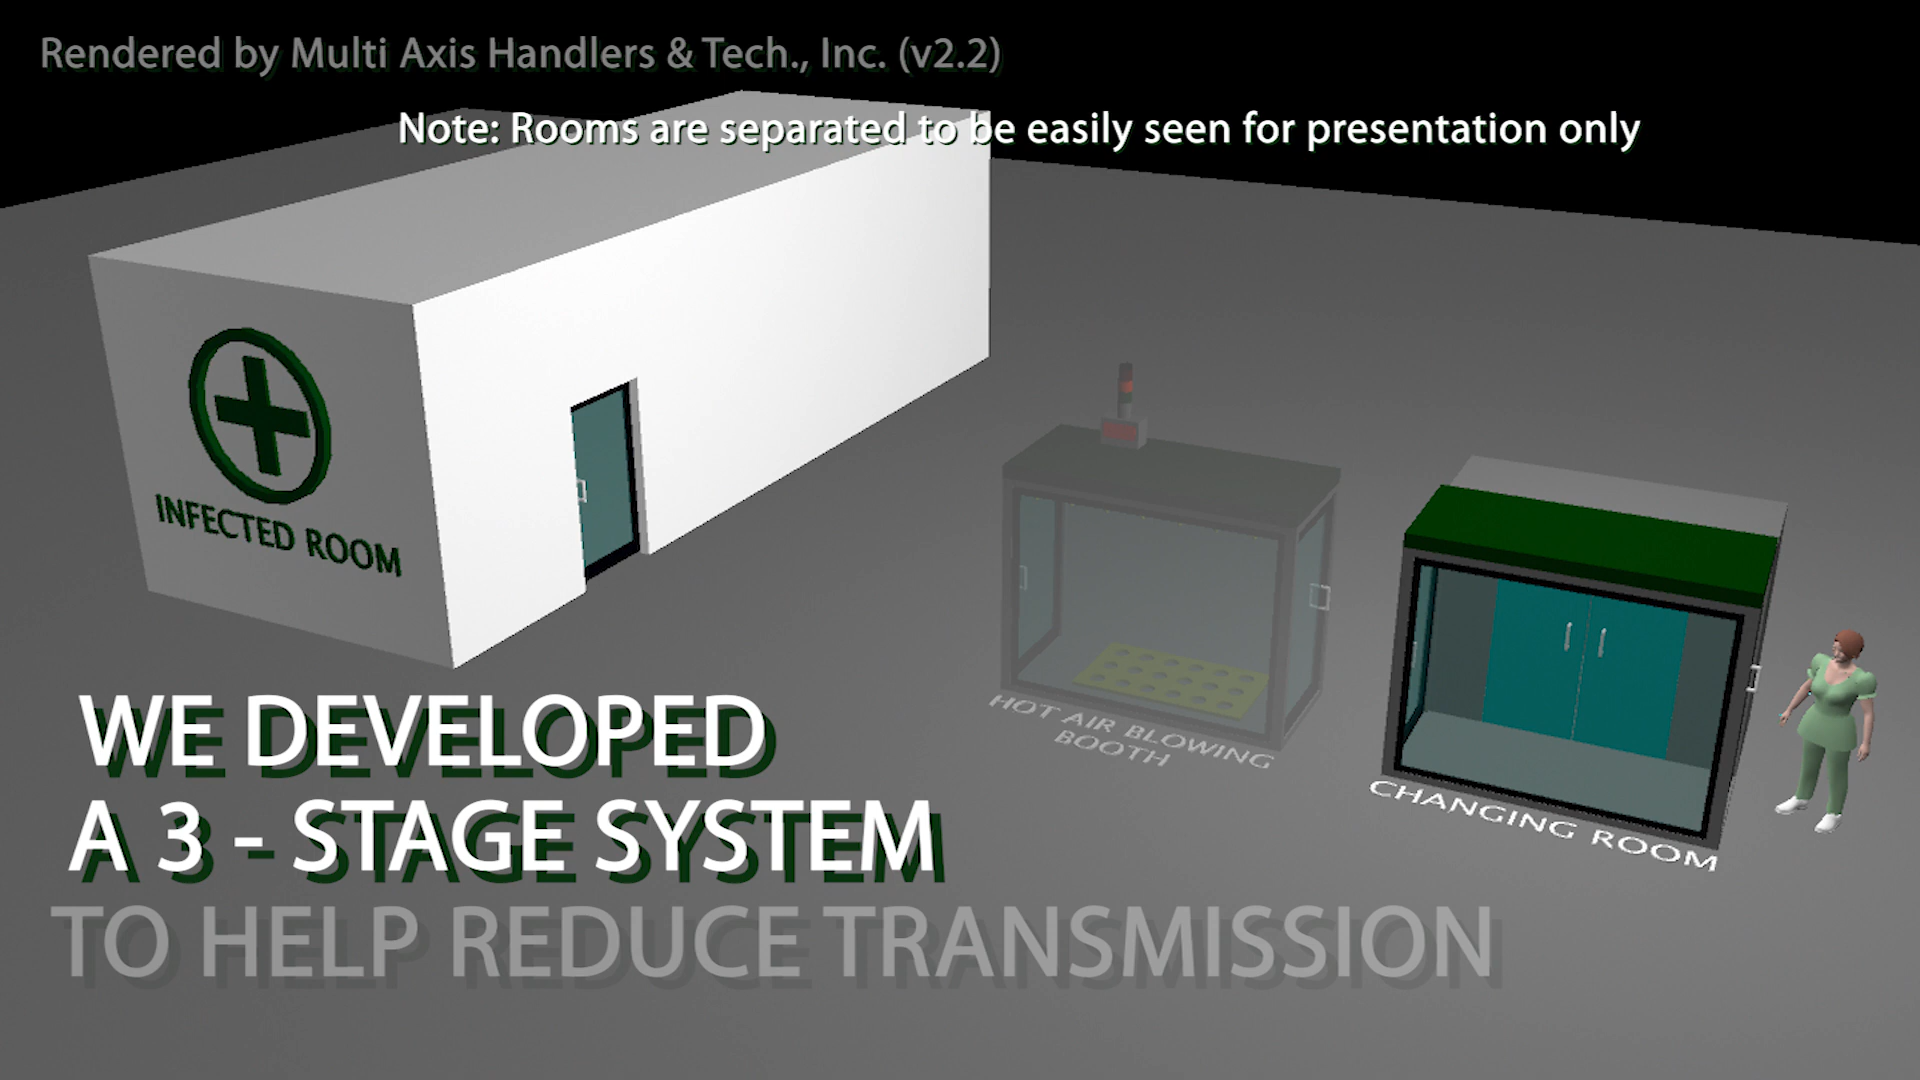 Rendered by Multi Axis Handlers & Tech., Inc. (v2.2)
Note: Rooms are separated to be easily seen for presentation only
INFECTED ROOM
HOT AIR BLOWING
BOOTH
CHANGING ROOM
WE DEVELOPED
A 3 - STAGE SYSTEM
TO HELP REDUCE TRANSMISSION